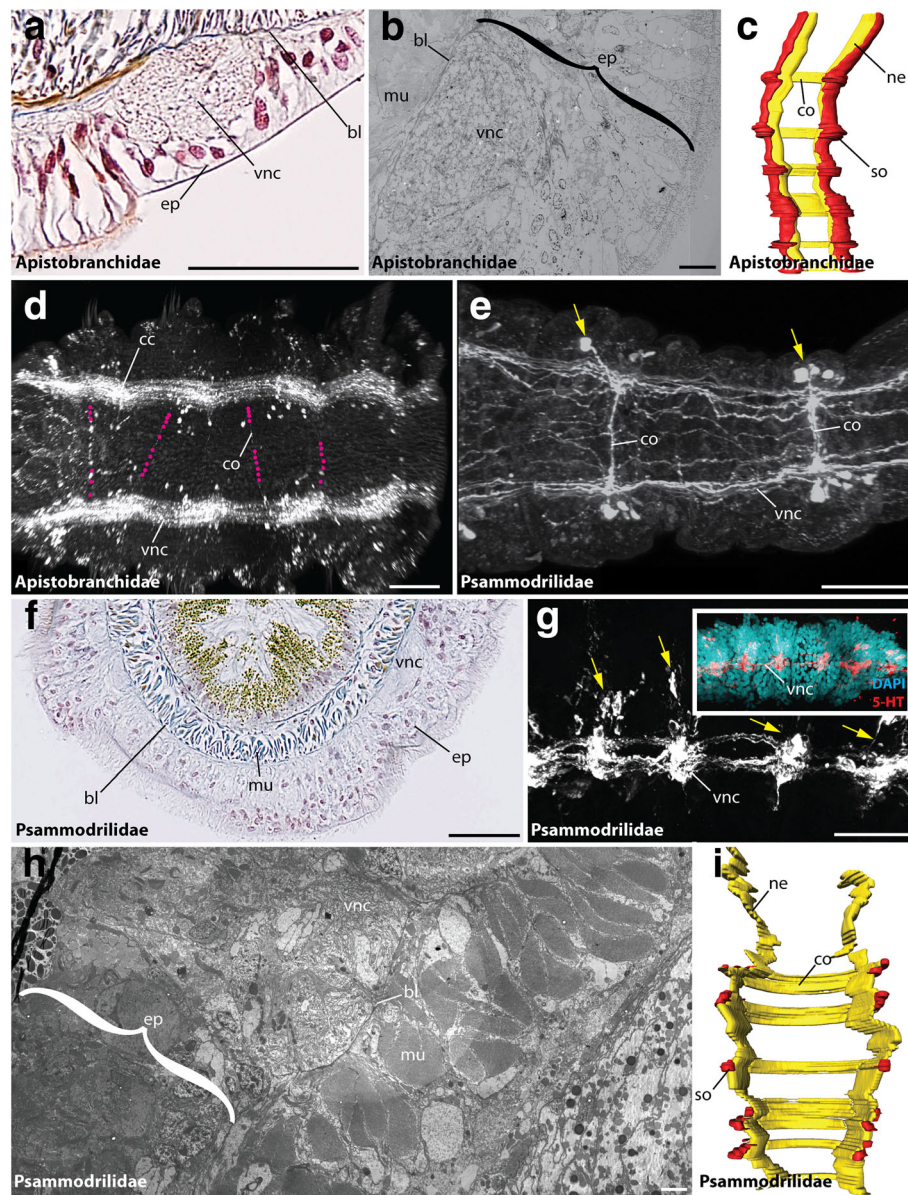 a
bl
vnc
ep
Apistobranchidae
b
bl
ep
mu
vnc
Apistobranchidae
c
ne
co
so
Apistobranchidae
d
cc
co
vnc
Apistobranchidae
e
co
co
vnc
Psammodrilidae
f
vnc
bl
mu
ep
Psammodrilidae
g
vnc
DAPI
5-HT
vnc
Psammodrilidae
h
vnc
bl
ep
mu
Psammodrilidae
i
ne
co
so
Psammodrilidae